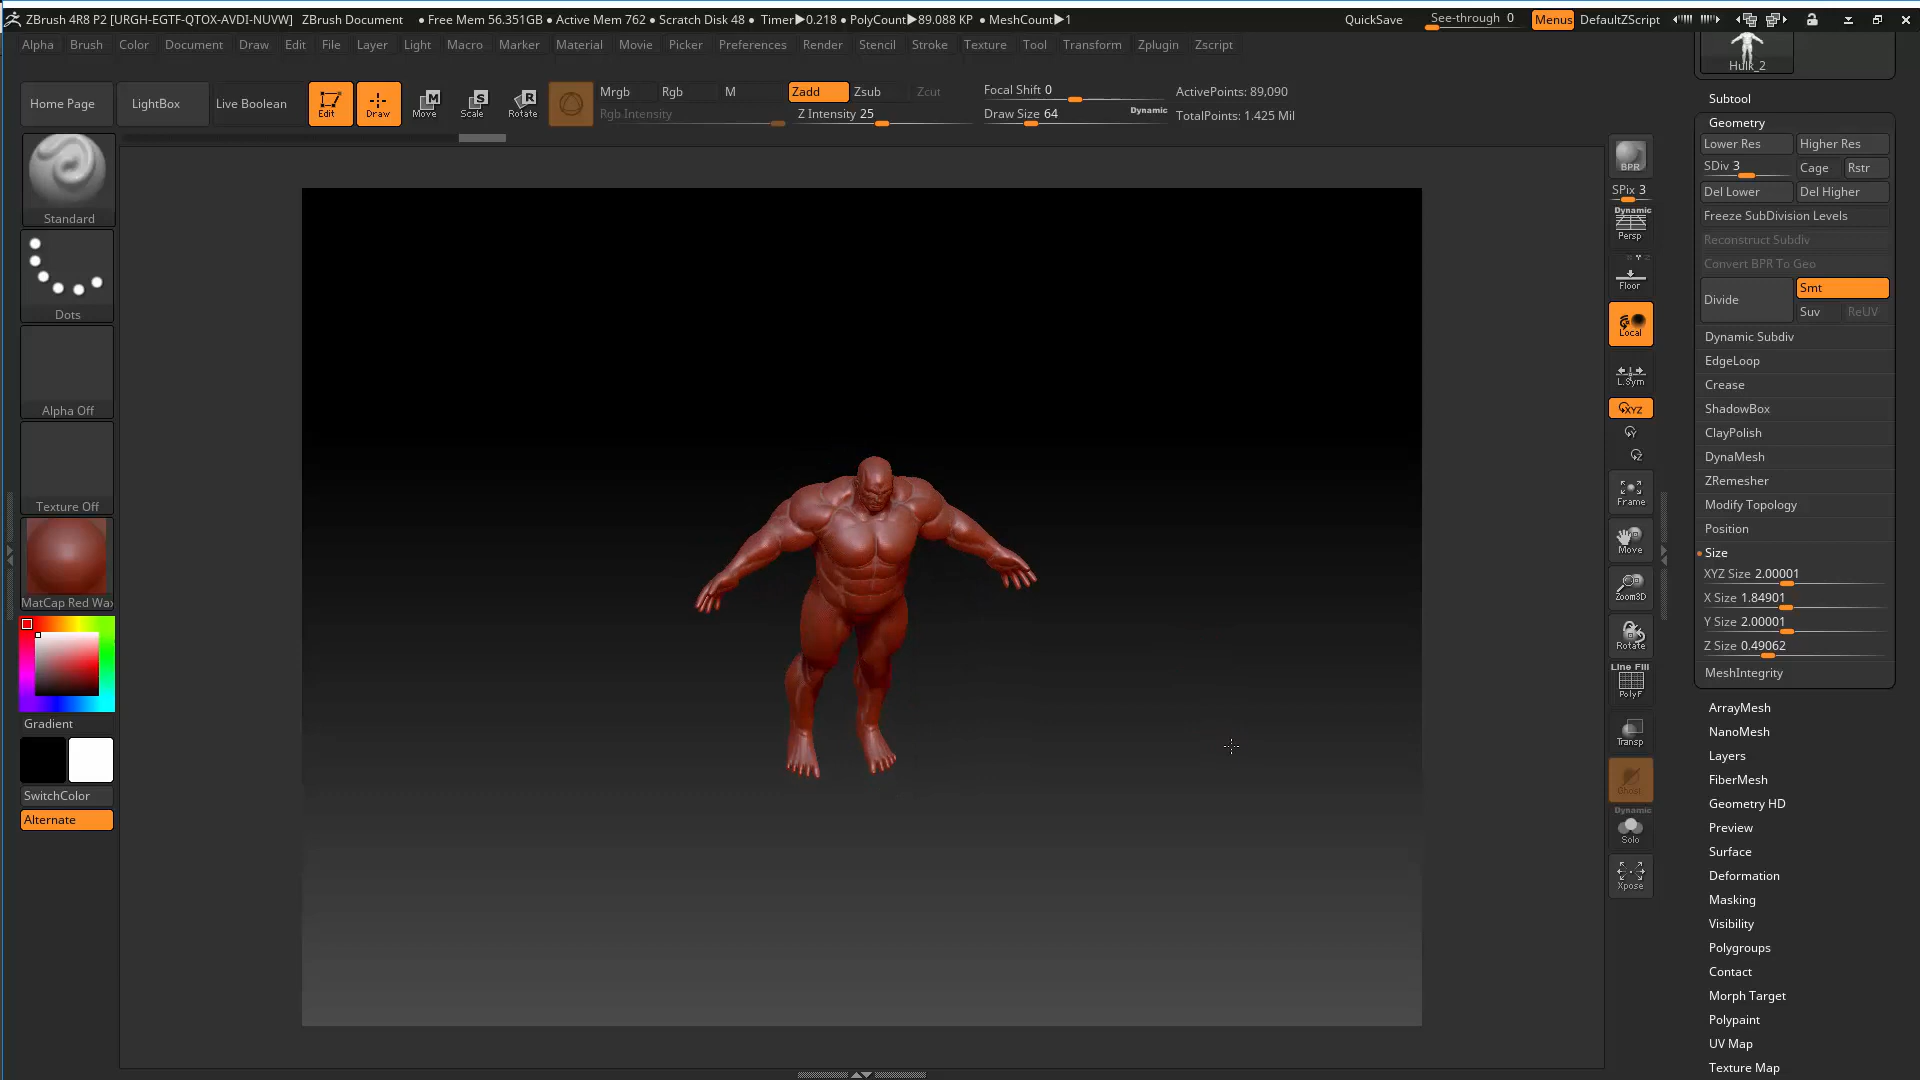 ZBrush 4R8 P2 [URGH-EGTF-QTOX-AVDI-NUVW] ZBrush Document ● Free Mem 56.351GB ● Active Mem 762 ● Scratch Disk 48 ● Timer▶0.218 ● PolyCount▶89.088 KP ● MeshCount▶1 QuickSave See-through 0 Menus DefaultZScript
Alpha Brush Color Document Draw Edit File Layer Light Macro Marker Material Movie Picker Preferences Render Stencil Stroke Texture Tool Transform Zplugin Zscript
Home Page LightBox Live Boolean Edit Draw Move Scale Rotate
Mrgb Rgb M Zadd Zsub Zcut
Rgb Intensity Z Intensity 25
Focal Shift 0
Draw Size 64 Dynamic
ActivePoints: 89,090
TotalPoints: 1.425 Mil
Standard
Dots
Alpha Off
Texture Off
MatCap Red Wax
Gradient
SwitchColor
Alternate
BPR
SPix 3
Dynamic
Persp
Floor
Local
L.Sym
XYZ
Y
Z
Frame
Move
Zoom3D
Rotate
Line Fill
PolyF
Transp
Ghost
Dynamic
Solo
Xpose
Hulk_2
Subtool
Geometry
Lower Res Higher Res
SDiv 3 Cage Rstr
Del Lower Del Higher
Freeze SubDivision Levels
Reconstruct Subdiv
Convert BPR To Geo
Divide Smt
Suv ReUV
Dynamic Subdiv
EdgeLoop
Crease
ShadowBox
ClayPolish
DynaMesh
ZRemesher
Modify Topology
Position
Size
XYZ Size 2.00001
X Size 1.84901
Y Size 2.00001
Z Size 0.49062
MeshIntegrity
ArrayMesh
NanoMesh
Layers
FiberMesh
Geometry HD
Preview
Surface
Deformation
Masking
Visibility
Polygroups
Contact
Morph Target
Polypaint
UV Map
Texture Map